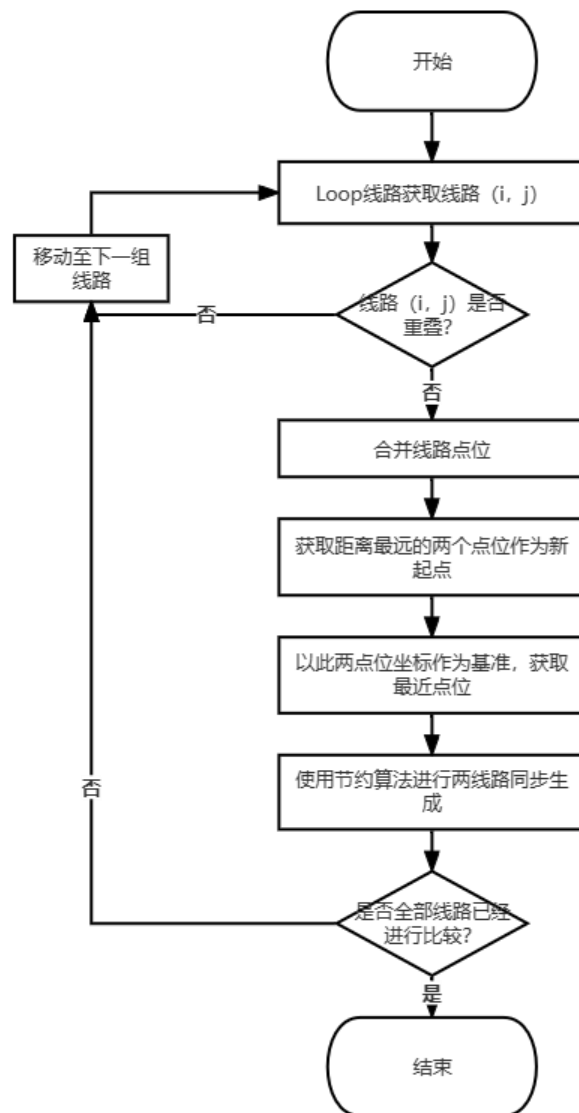 开始
Loop线路获取线路（i，j）
移动至下一组
线路
线路（i，j）是否
重叠？
否
否
合并线路点位
获取距离最远的两个点位作为新
起点
以此两点位坐标作为基准，获取
最近点位
使用节约算法进行两线路同步生
成
否
是否全部线路已经
进行比较？
是
结束